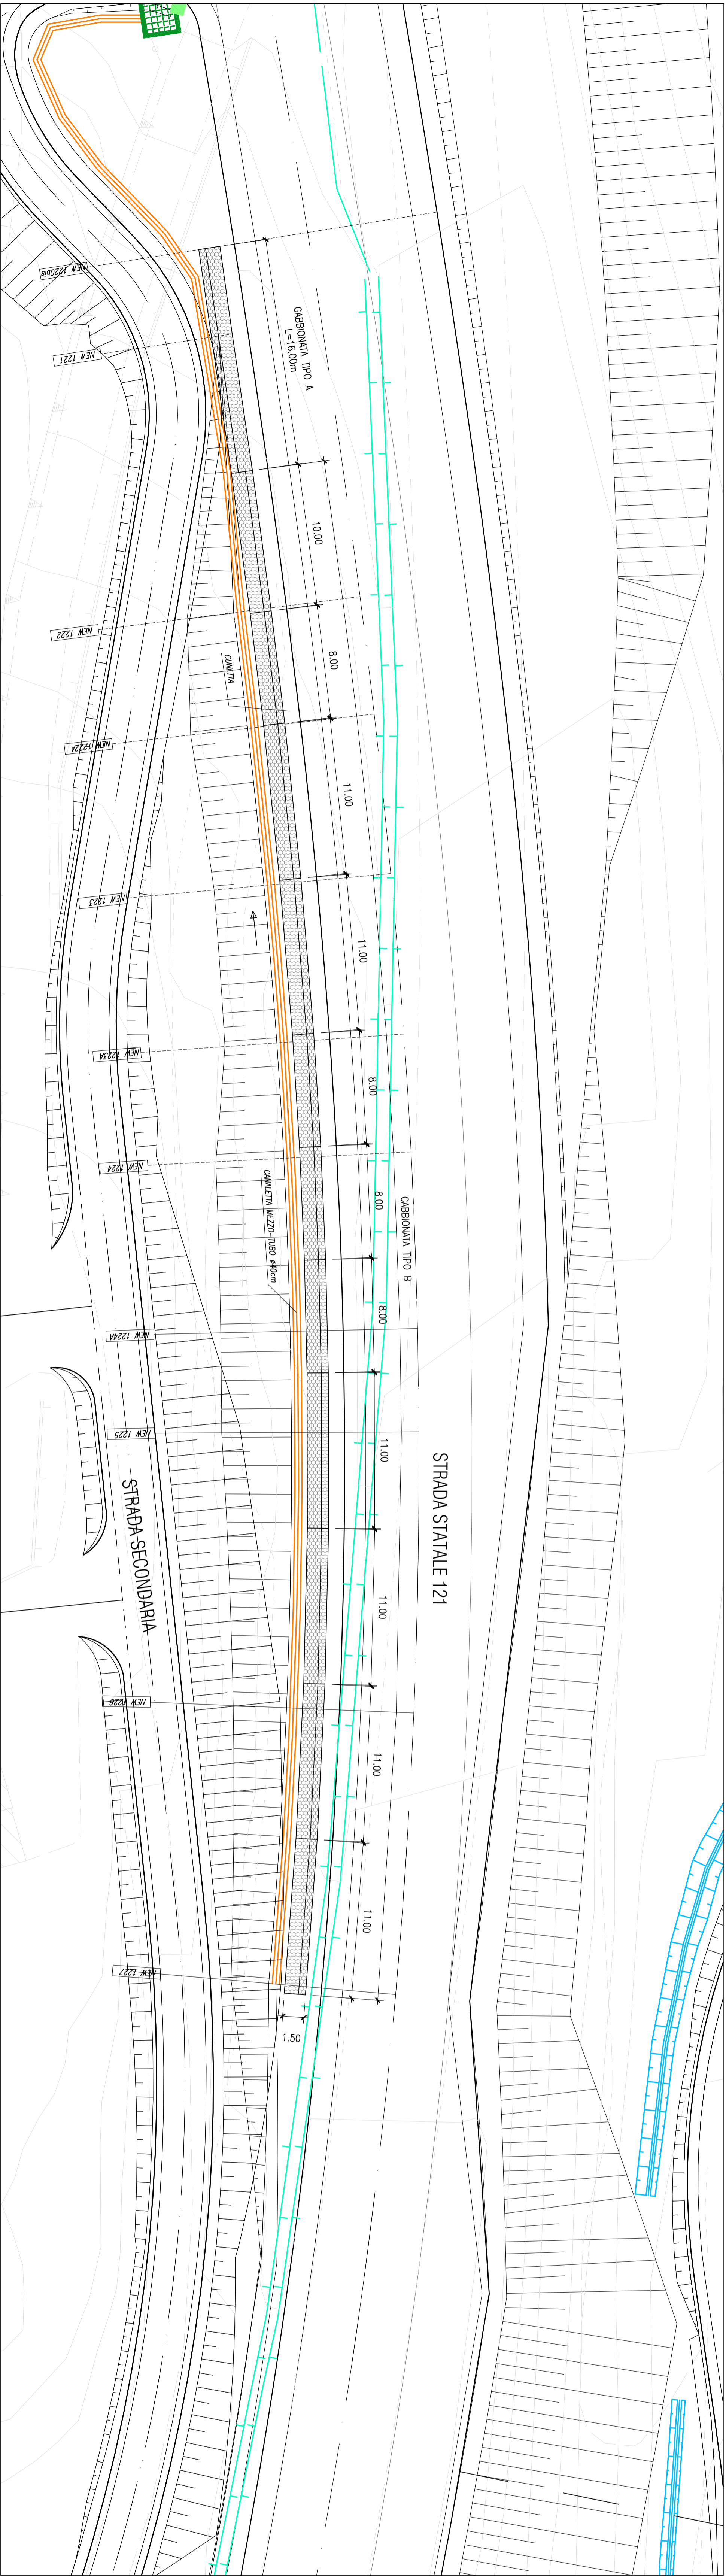 NEW 1220bis
GABBIONATA TIPO A
L=16.00m
NEW 1221
10.00
NEW 1222
8.00
CUNETTA
NEW 1222A
11.00
NEW 1223
11.00
NEW 1223A
8.00
NEW 1224
CANALETTA MEZZO-TUBO ø40cm
8.00
GABBIONATA TIPO B
8.00
NEW 1224A
NEW 1225
11.00
STRADA STATALE 121
STRADA SECONDARIA
11.00
NEW 1226
11.00
11.00
NEW 1227
1.50